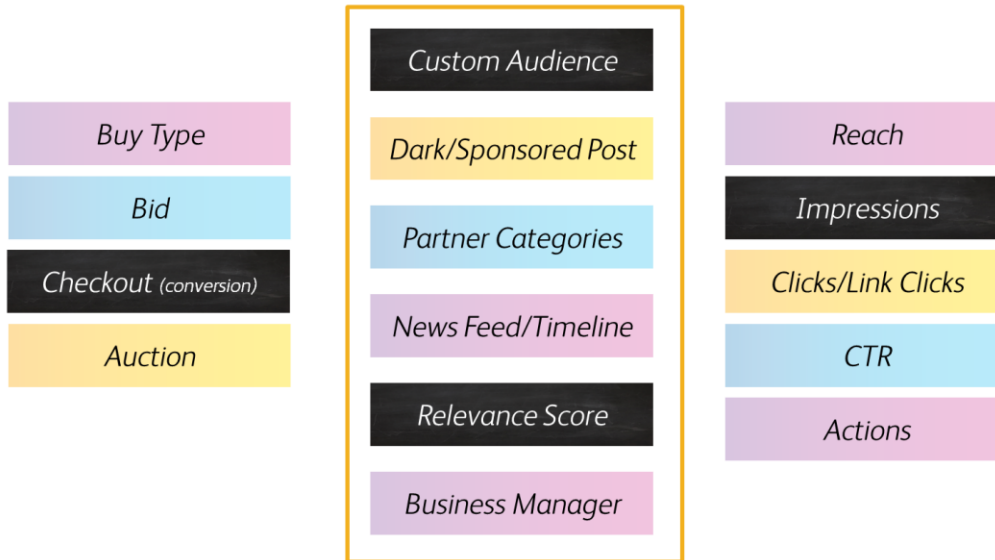 Buy Type
Bid
Checkout (conversion)
Auction
Custom Audience
Dark/Sponsored Post
Partner Categories
News Feed/Timeline
Relevance Score
Business Manager
Reach
Impressions
Clicks/Link Clicks
CTR
Actions